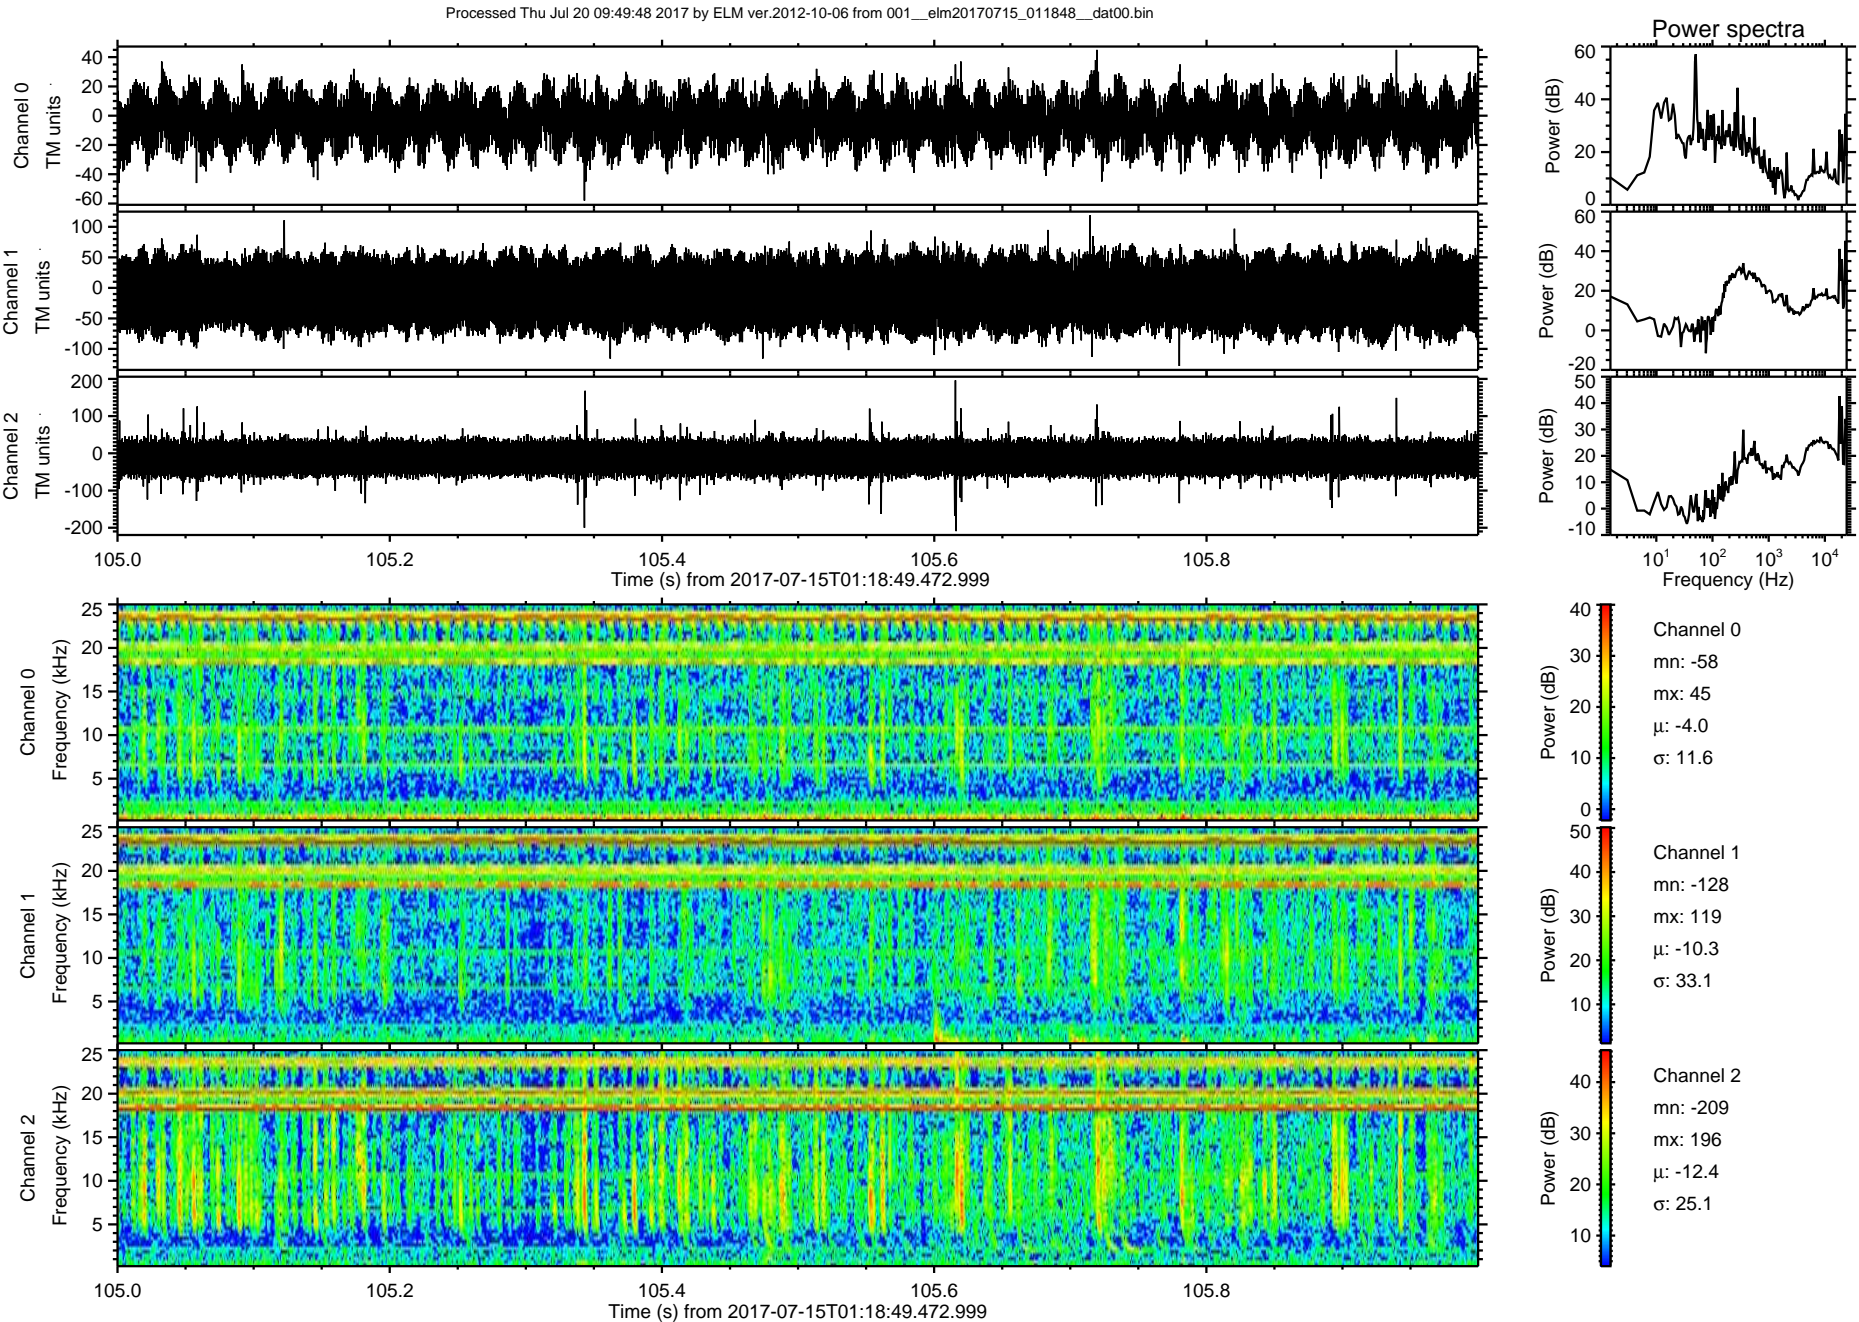 Processed Thu Jul 20 09:49:48 2017 by ELM ver.2012-10-06 from 001__elm20170715_011848__dat00.bin
Power spectra
Channel 0
TM units
40
20
0
-20
-40
-60
Power (dB)
60
40
20
0
Channel 1
TM units
100
50
0
-50
-100
Power (dB)
60
40
20
0
-20
Channel 2
TM units
200
100
0
-100
-200
Power (dB)
50
40
30
20
10
0
-10
105.0 105.2 105.4 105.6 105.8
Time (s) from 2017-07-15T01:18:49.472.999
10^1 10^2 10^3 10^4
Frequency (Hz)
Channel 0
Frequency (kHz)
25
20
15
10
5
Power (dB)
40
30
20
10
0
Channel 0
mn: -58
mx: 45
μ: -4.0
σ: 11.6
Channel 1
Frequency (kHz)
25
20
15
10
5
Power (dB)
50
40
30
20
10
Channel 1
mn: -128
mx: 119
μ: -10.3
σ: 33.1
Channel 2
Frequency (kHz)
25
20
15
10
5
Power (dB)
40
30
20
10
Channel 2
mn: -209
mx: 196
μ: -12.4
σ: 25.1
105.0 105.2 105.4 105.6 105.8
Time (s) from 2017-07-15T01:18:49.472.999